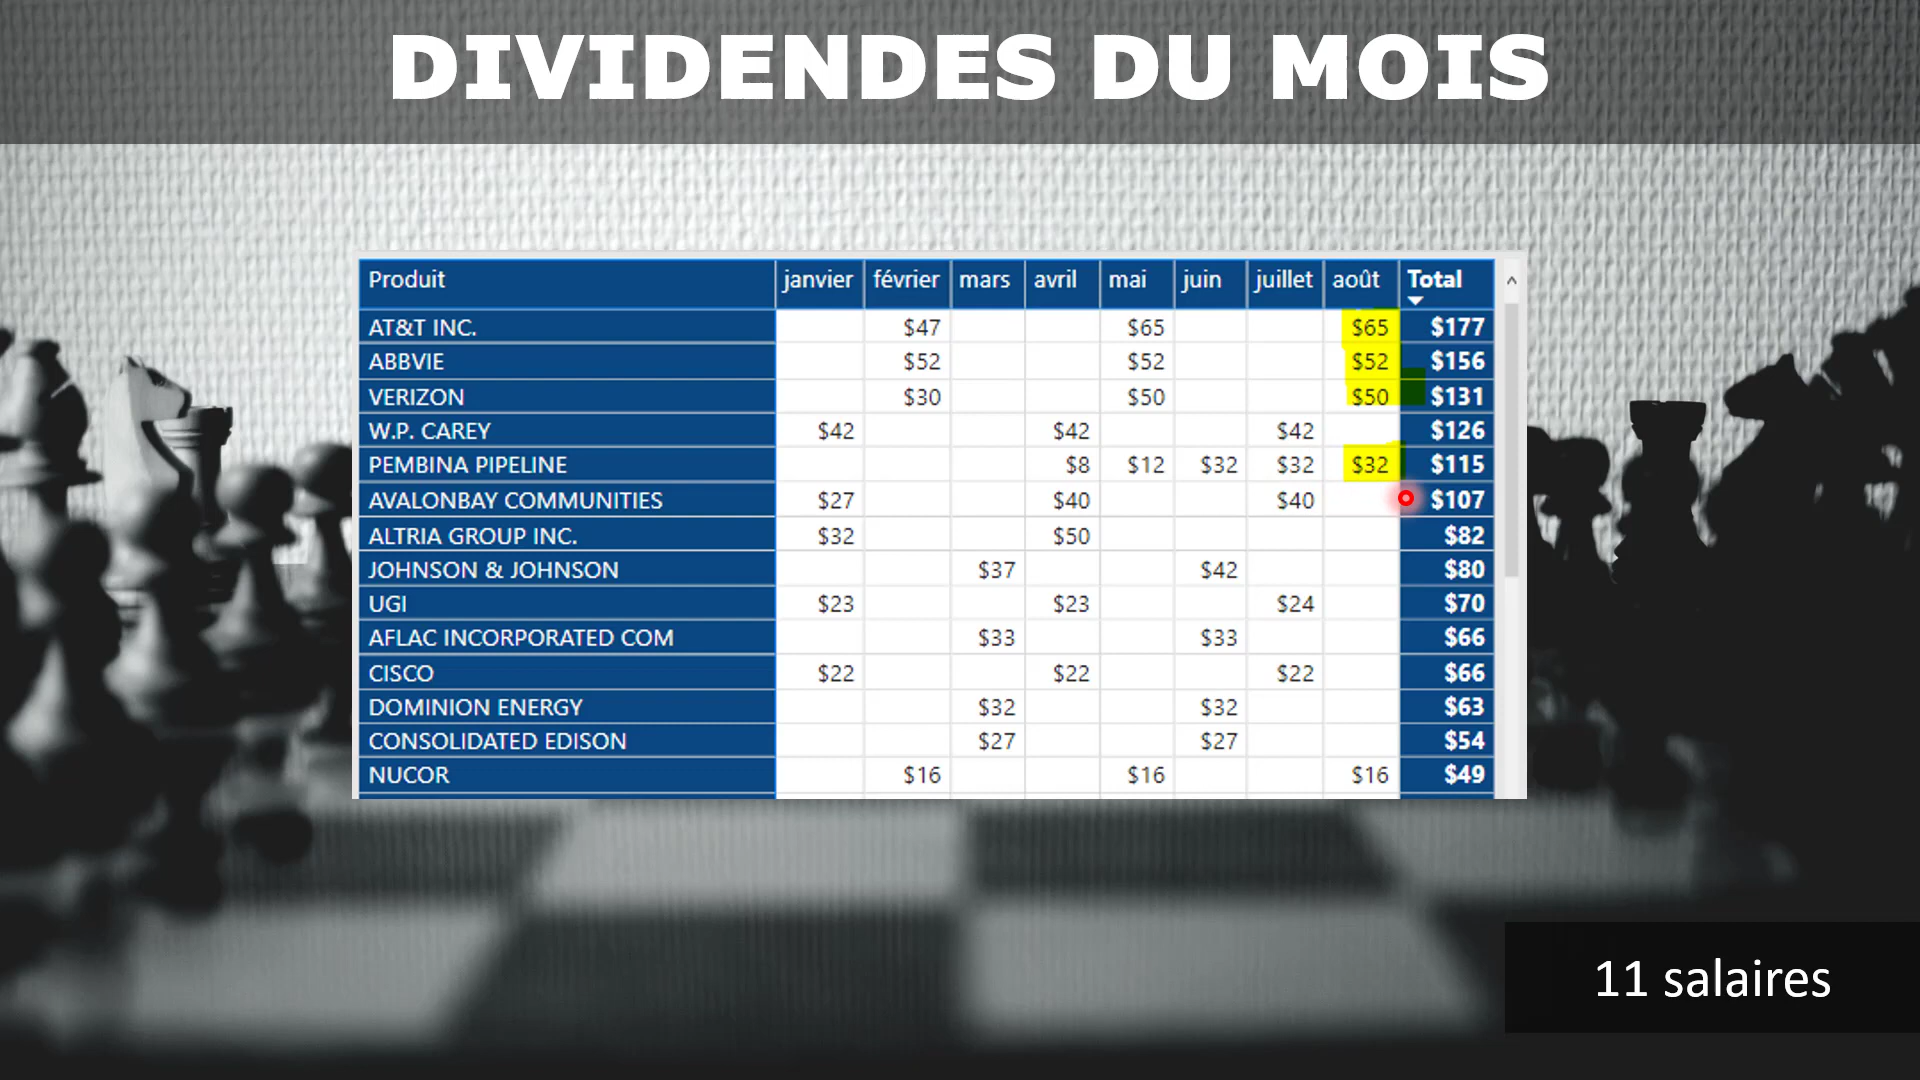 DIVIDENDES DU MOIS
Produit janvier février mars avril mai juin juillet août Total
AT&T INC. $47 $65 $65 $177
ABBVIE $52 $52 $52 $156
VERIZON $30 $50 $50 $131
W.P. CAREY $42 $42 $42 $126
PEMBINA PIPELINE $8 $12 $32 $32 $32 $115
AVALONBAY COMMUNITIES $27 $40 $40 $107
ALTRIA GROUP INC. $32 $50 $82
JOHNSON & JOHNSON $37 $42 $80
UGI $23 $23 $24 $70
AFLAC INCORPORATED COM $33 $33 $66
CISCO $22 $22 $22 $66
DOMINION ENERGY $32 $32 $63
CONSOLIDATED EDISON $27 $27 $54
NUCOR $16 $16 $16 $49
11 salaires